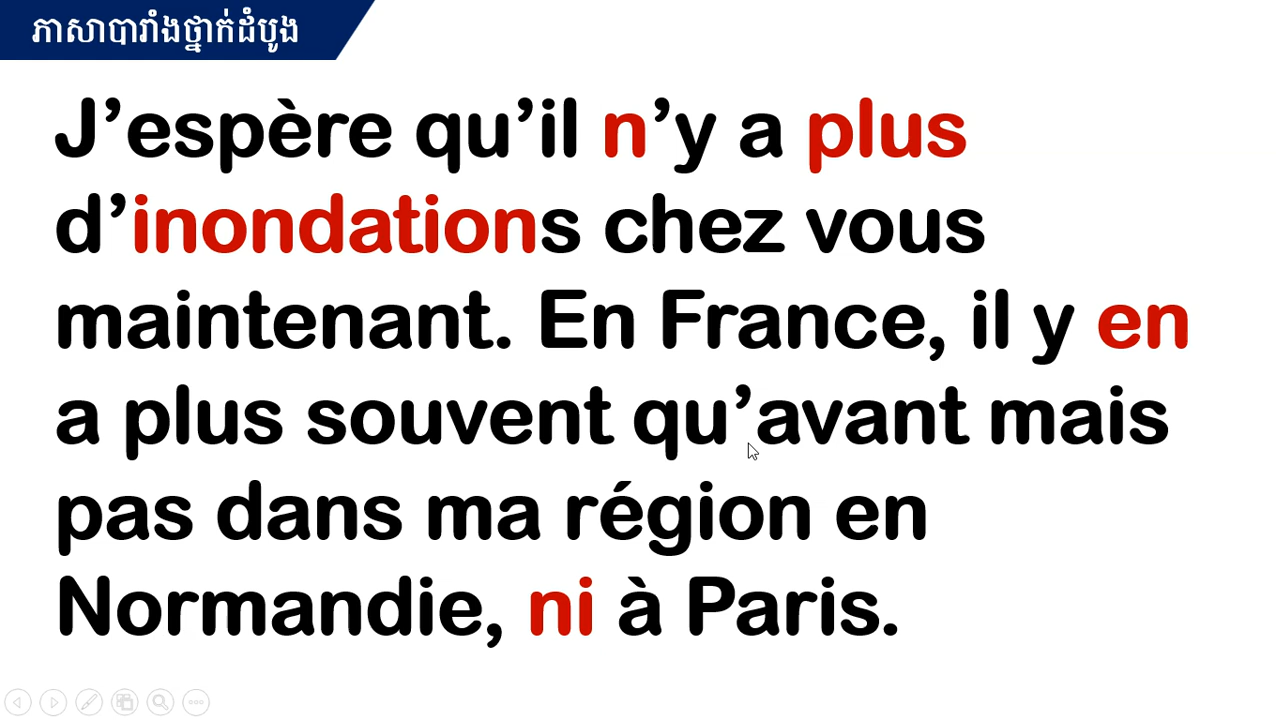 ភាសាបារាំងថ្នាក់ដំបូង
J’espère qu’il n’y a plus
d’inondations chez vous
maintenant. En France, il y en
a plus souvent qu’avant mais
pas dans ma région en
Normandie, ni à Paris.